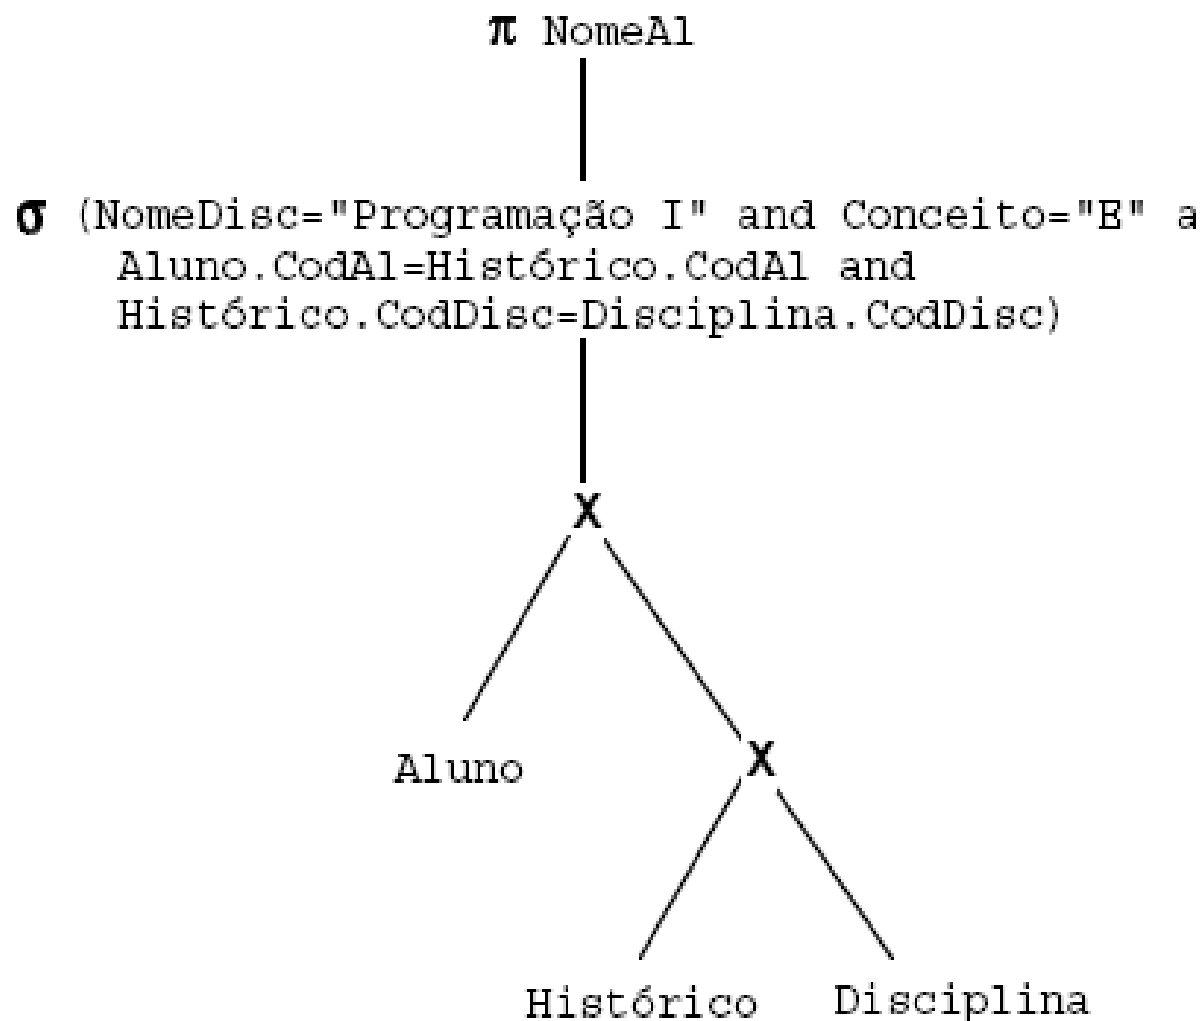 π NomeAl
σ (NomeDisc="Programação I" and Conceito="E" a
Aluno.CodAl=Histórico.CodAl and
Histórico.CodDisc=Disciplina.CodDisc)
X
Aluno
X
Histórico Disciplina